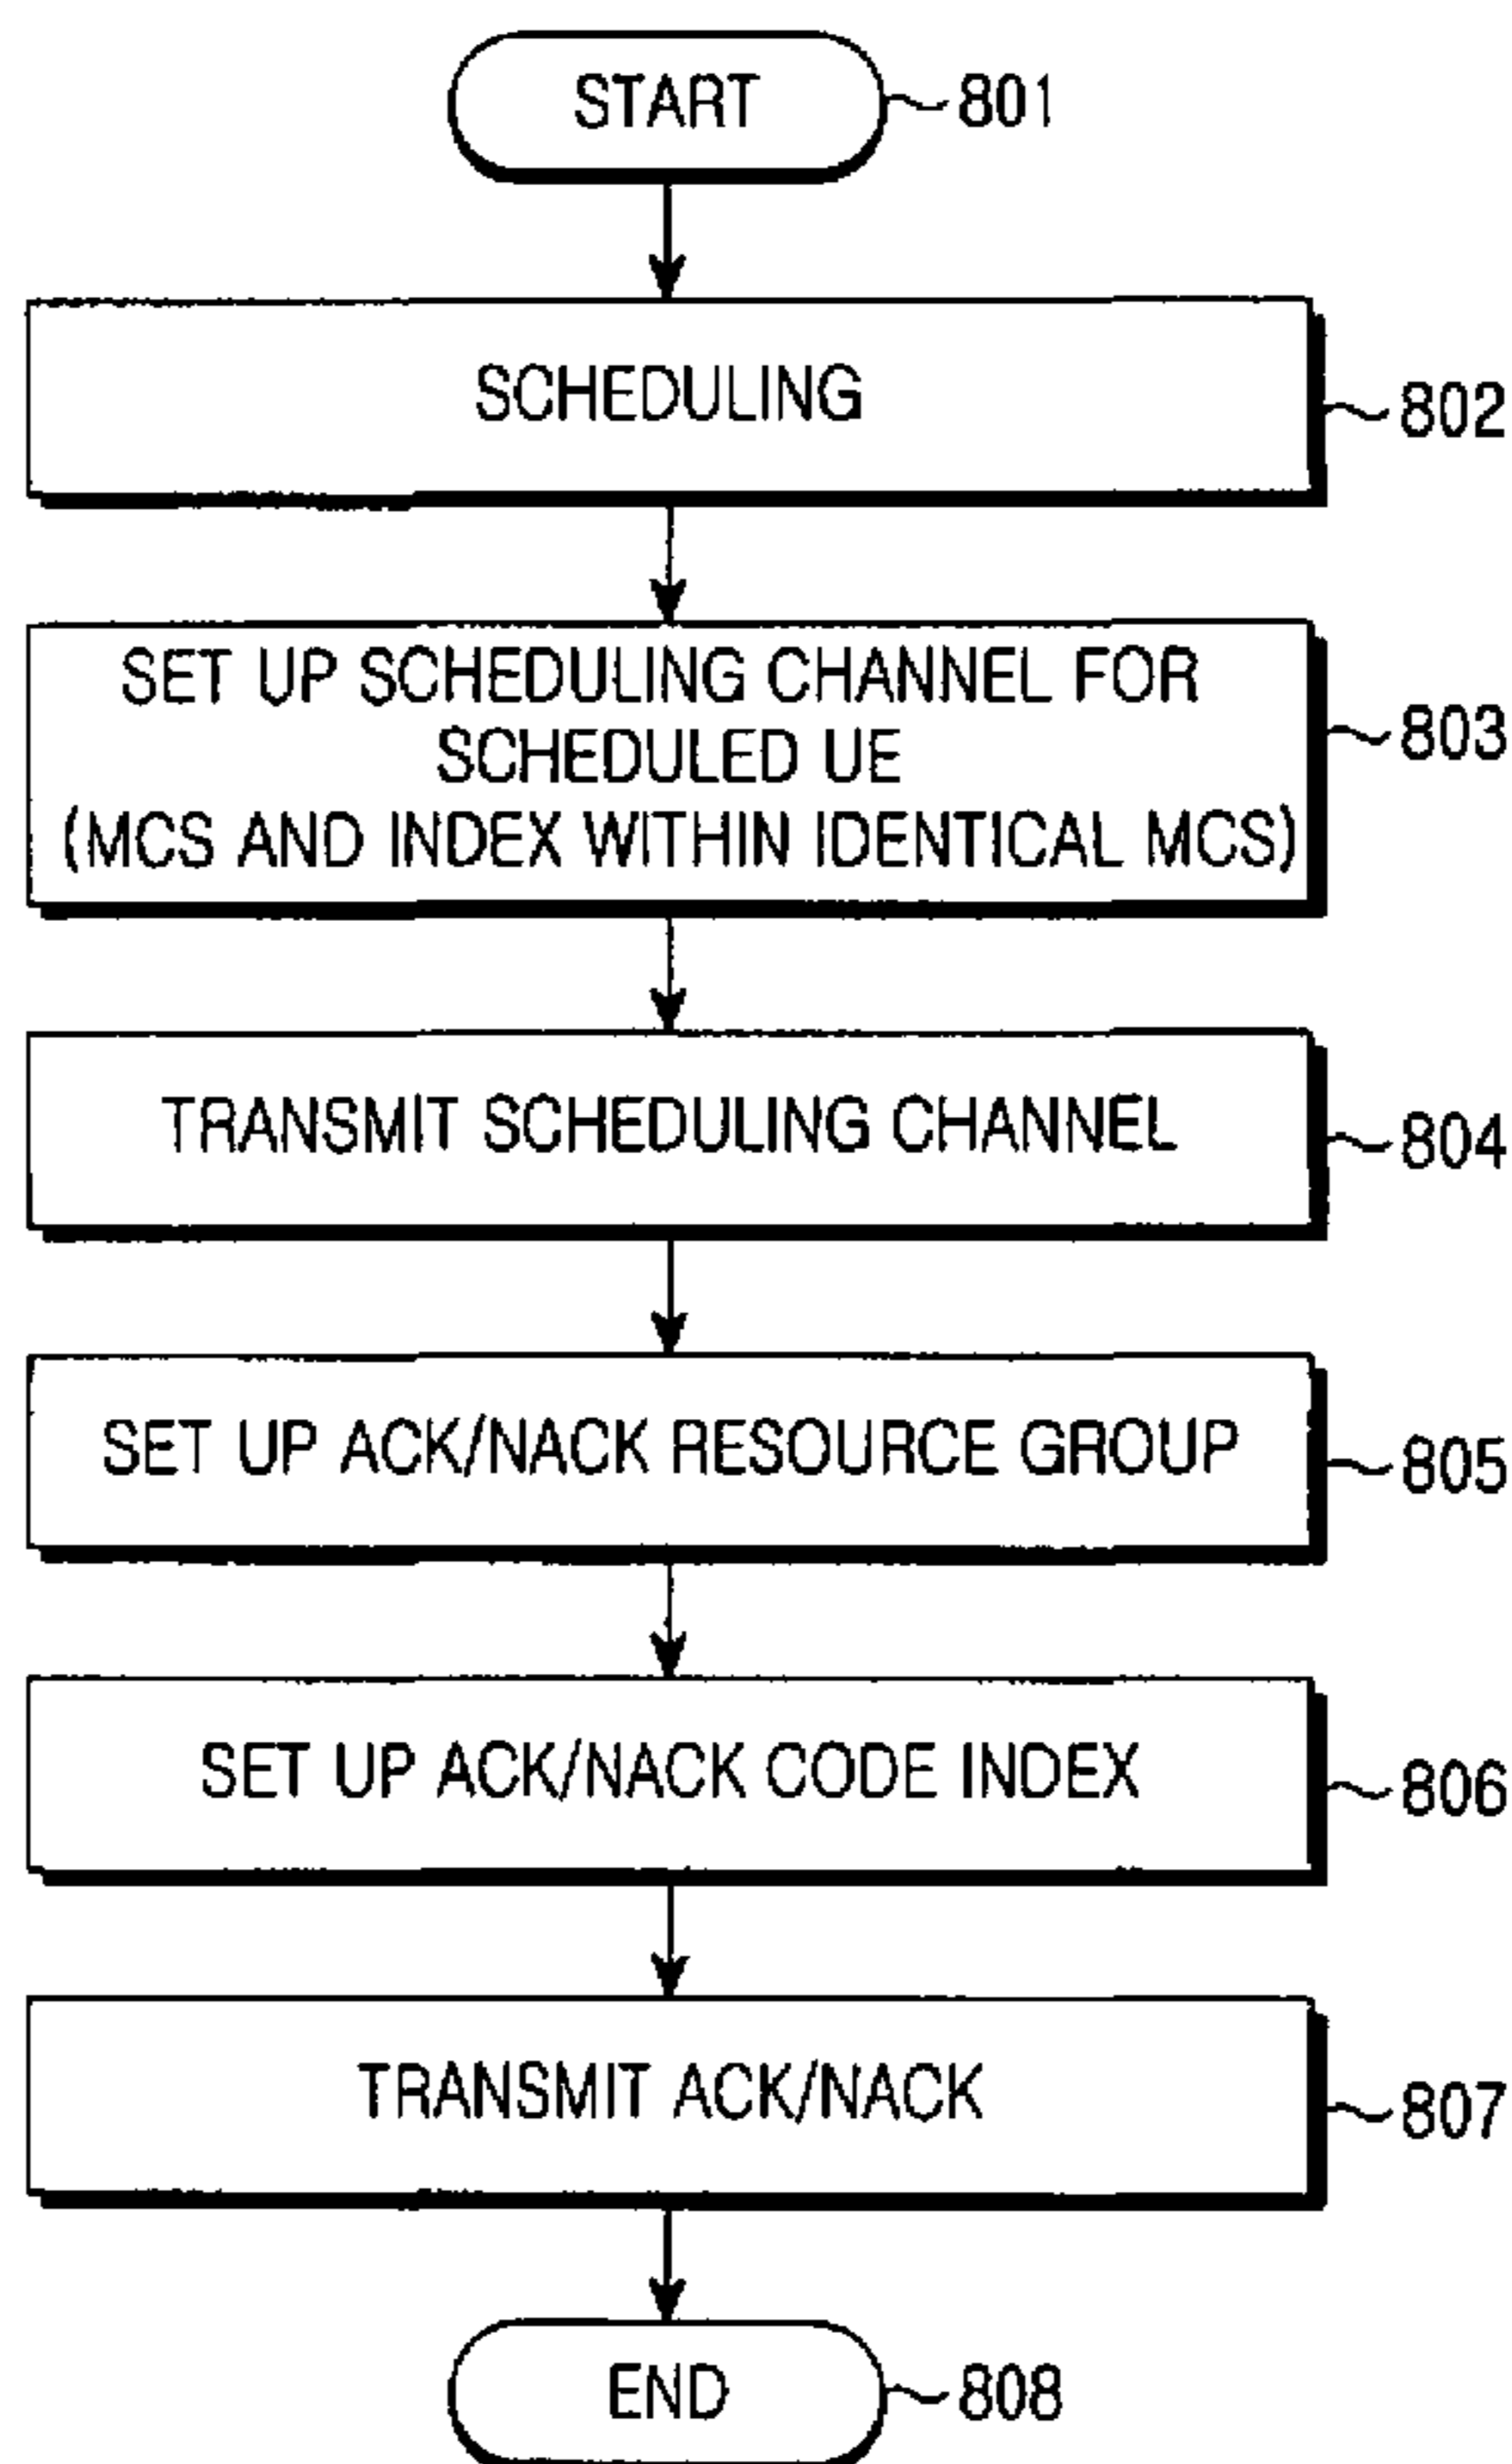 START
801
SCHEDULING
802
SET UP SCHEDULING CHANNEL FOR
SCHEDULED UE
(MCS AND INDEX WITHIN IDENTICAL MCS)
803
TRANSMIT SCHEDULING CHANNEL
804
SET UP ACK/NACK RESOURCE GROUP
805
SET UP ACK/NACK CODE INDEX
806
TRANSMIT ACK/NACK
807
END
808